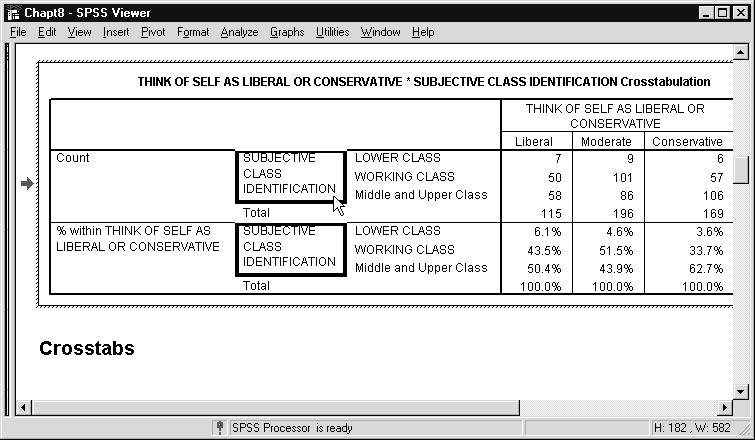 Chapt8 - SPSS Viewer
File Edit View Insert Pivot Format Analyze Graphs Utilities Window Help
THINK OF SELF AS LIBERAL OR CONSERVATIVE * SUBJECTIVE CLASS IDENTIFICATION Crosstabulation
THINK OF SELF AS LIBERAL OR
CONSERVATIVE
Liberal Moderate Conservative
Count SUBJECTIVE LOWER CLASS 7 9 6
CLASS WORKING CLASS 50 101 57
IDENTIFICATION Middle and Upper Class 58 86 106
Total 115 196 169
% within THINK OF SELF AS SUBJECTIVE LOWER CLASS 6.1% 4.6% 3.6%
LIBERAL OR CONSERVATIVE CLASS WORKING CLASS 43.5% 51.5% 33.7%
IDENTIFICATION Middle and Upper Class 50.4% 43.9% 62.7%
Total 100.0% 100.0% 100.0%
Crosstabs
SPSS Processor is ready H: 182 , W: 582